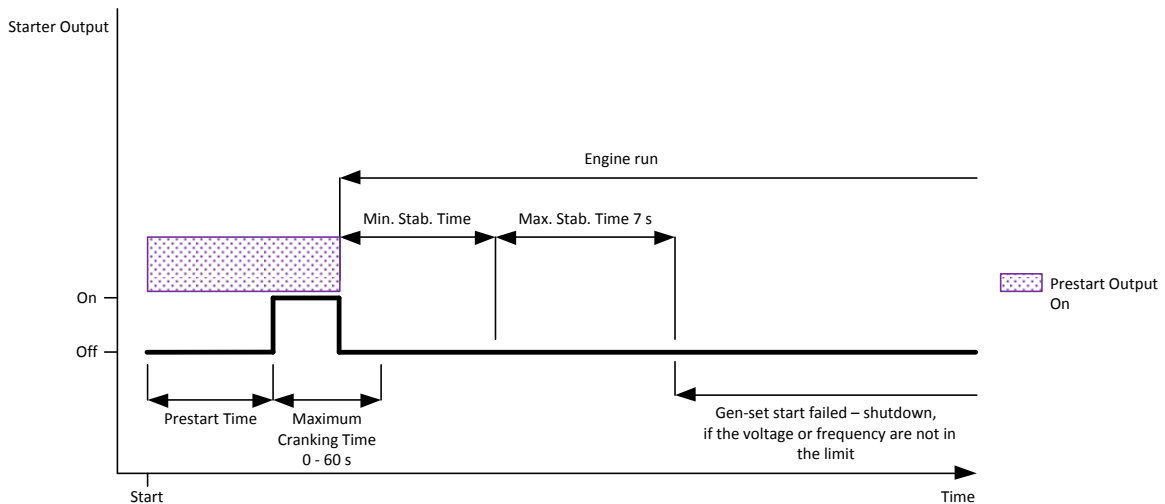 Starter Output
Engine run
Min. Stab. Time
Max. Stab. Time 7 s
Prestart Output
On
On
Off
Prestart Time
Maximum
Cranking Time
0 - 60 s
Gen-set start failed – shutdown,
if the voltage or frequency are not in
the limit
Start
Time